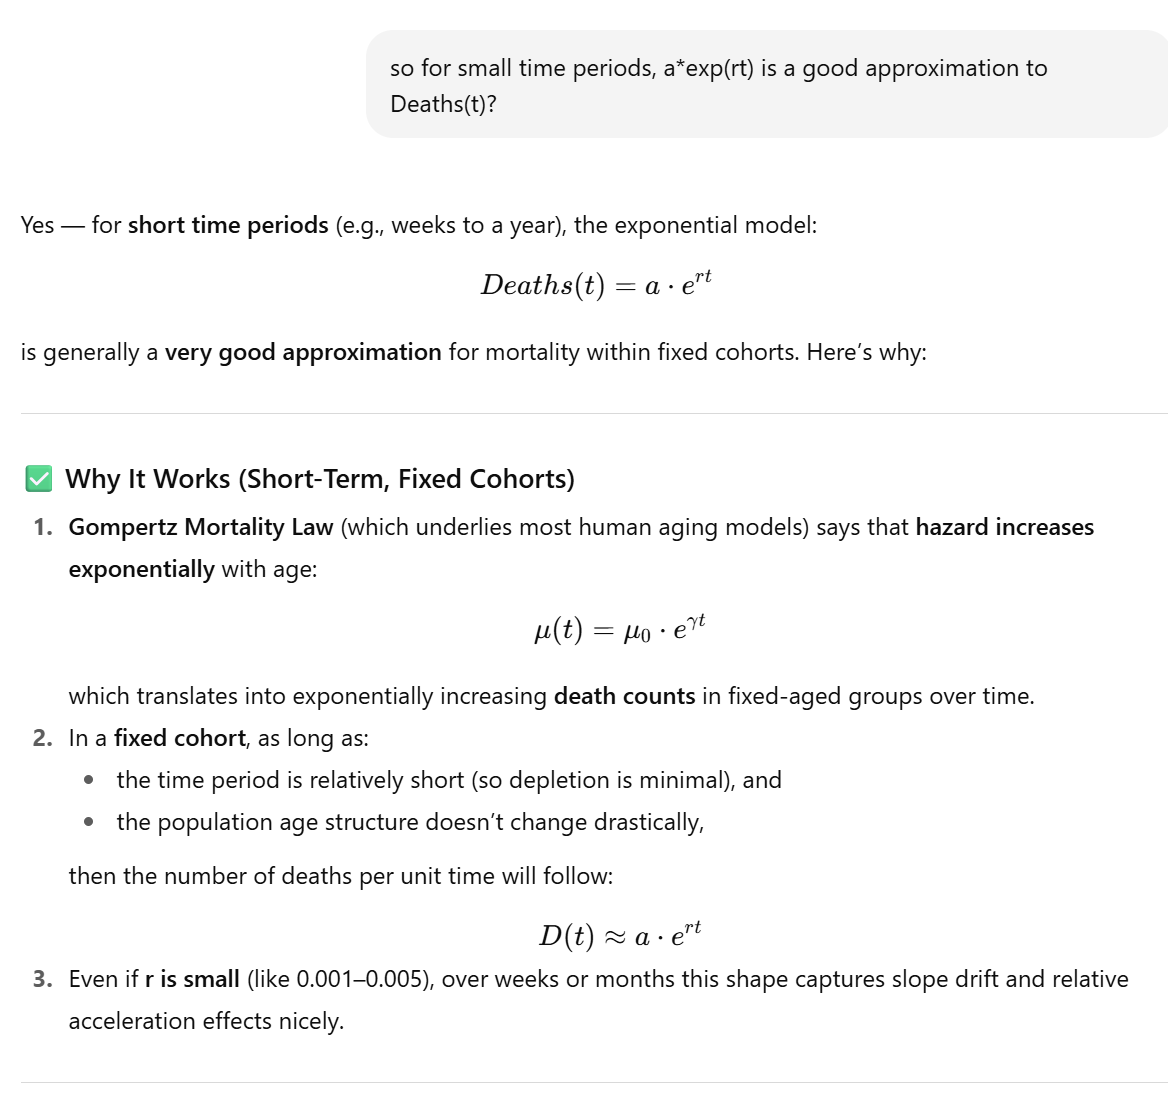 so for small time periods, a*exp(rt) is a good approximation to
Deaths(t)?
Yes — for short time periods (e.g., weeks to a year), the exponential model:
Deaths(t) = a · e^{rt}
is generally a very good approximation for mortality within fixed cohorts. Here’s why:
✅ Why It Works (Short-Term, Fixed Cohorts)
1. Gompertz Mortality Law (which underlies most human aging models) says that hazard increases
exponentially with age:
μ(t) = μ₀ · e^{γt}
which translates into exponentially increasing death counts in fixed-aged groups over time.
2. In a fixed cohort, as long as:
• the time period is relatively short (so depletion is minimal), and
• the population age structure doesn’t change drastically,
then the number of deaths per unit time will follow:
D(t) ≈ a · e^{rt}
3. Even if r is small (like 0.001–0.005), over weeks or months this shape captures slope drift and relative
acceleration effects nicely.